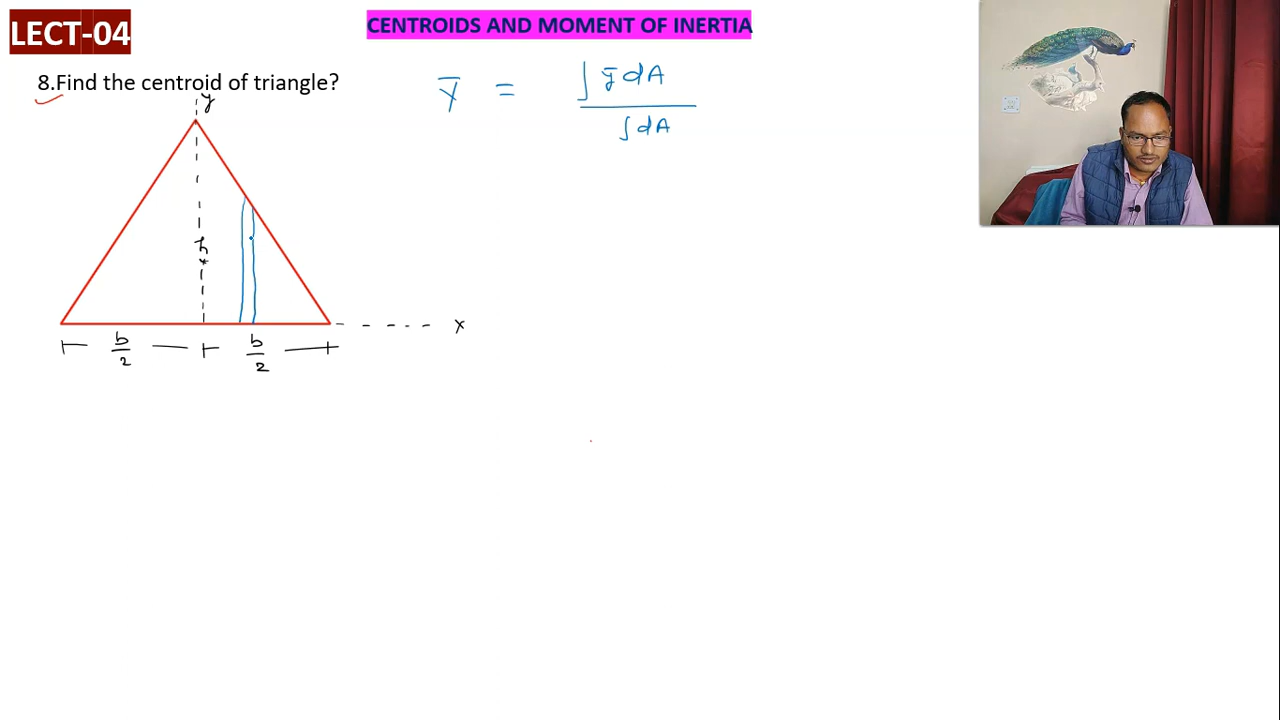 LECT-04
CENTROIDS AND MOMENT OF INERTIA
8.Find the centroid of triangle?
ȳ = ∫ȳdA / ∫dA
y
h
x
b/2 b/2